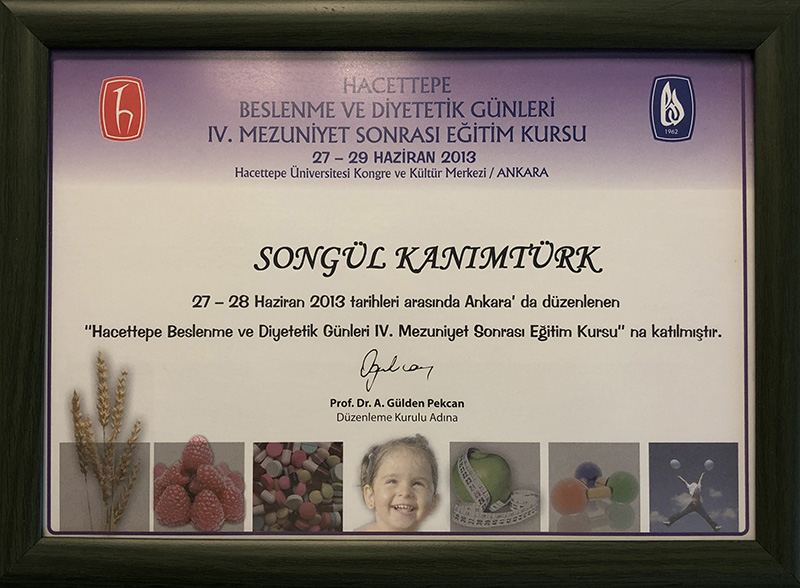 HACETTEPE
BESLENME VE DİYETETİK GÜNLERİ
IV. MEZUNİYET SONRASI EĞİTİM KURSU
27 – 29 HAZİRAN 2013
Hacettepe Üniversitesi Kongre ve Kültür Merkezi / ANKARA
1962
SONGÜL KANIMTÜRK
27 – 28 Haziran 2013 tarihleri arasında Ankara' da düzenlenen
"Hacettepe Beslenme ve Diyetetik Günleri IV. Mezuniyet Sonrası Eğitim Kursu" na katılmıştır.
Prof. Dr. A. Gülden Pekcan
Düzenleme Kurulu Adına